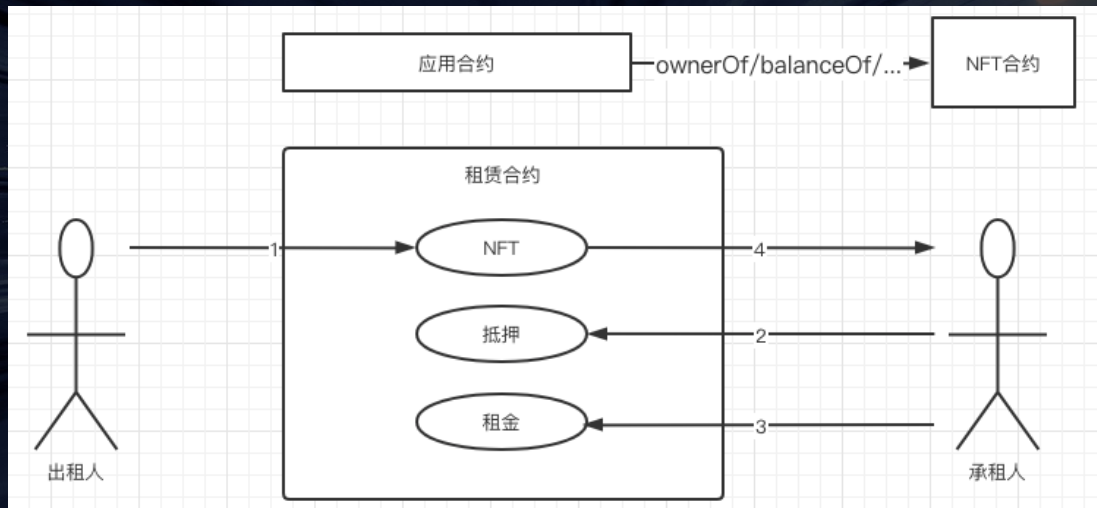 应用合约
ownerOf/balanceOf/...
NFT合约
租赁合约
1
NFT
4
抵押
2
租金
3
出租人
承租人